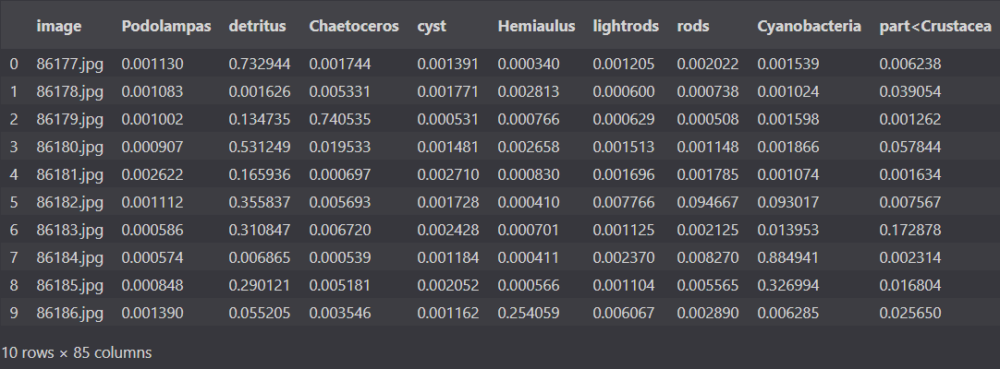 image Podolampas detritus Chaetoceros cyst Hemiaulus lightrods rods Cyanobacteria part<Crustacea
0 86177.jpg 0.001130 0.732944 0.001744 0.001391 0.000340 0.001205 0.002022 0.001539 0.006238
1 86178.jpg 0.001083 0.001626 0.005331 0.001771 0.002813 0.000600 0.000738 0.001024 0.039054
2 86179.jpg 0.001002 0.134735 0.740535 0.000531 0.000766 0.000629 0.000508 0.001598 0.001262
3 86180.jpg 0.000907 0.531249 0.019533 0.001481 0.002658 0.001513 0.001148 0.001866 0.057844
4 86181.jpg 0.002622 0.165936 0.000697 0.002710 0.000830 0.001696 0.001785 0.001074 0.001634
5 86182.jpg 0.001112 0.355837 0.005693 0.001728 0.000410 0.007766 0.094667 0.093017 0.007567
6 86183.jpg 0.000586 0.310847 0.006720 0.002428 0.000701 0.001125 0.002125 0.013953 0.172878
7 86184.jpg 0.000574 0.006865 0.000539 0.001184 0.000411 0.002370 0.008270 0.884941 0.002314
8 86185.jpg 0.000848 0.290121 0.005181 0.002052 0.000566 0.001104 0.005565 0.326994 0.016804
9 86186.jpg 0.001390 0.055205 0.003546 0.001162 0.254059 0.006067 0.002890 0.006285 0.025650
10 rows × 85 columns